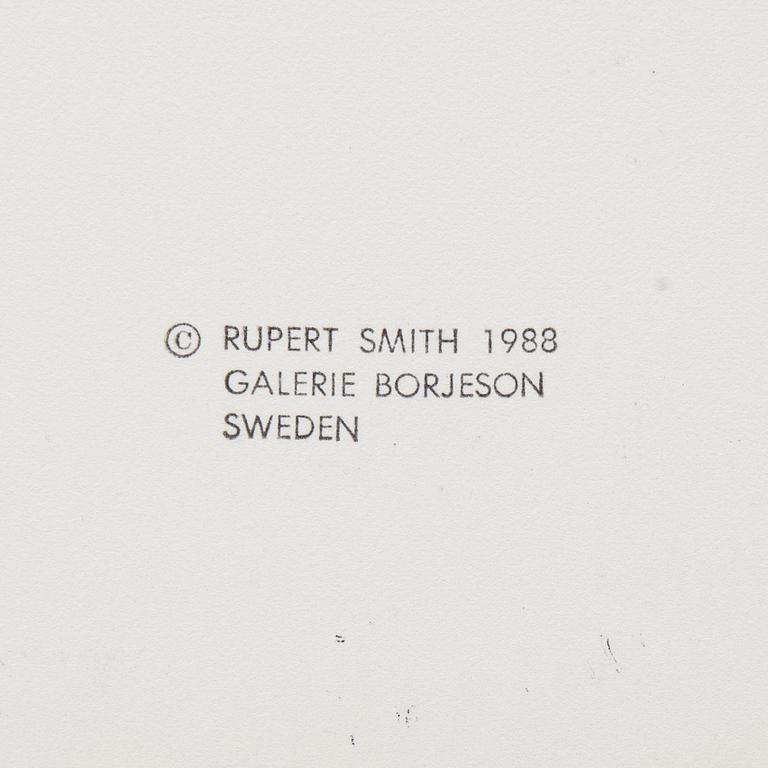 © RUPERT SMITH 1988
GALERIE BORJESON
SWEDEN